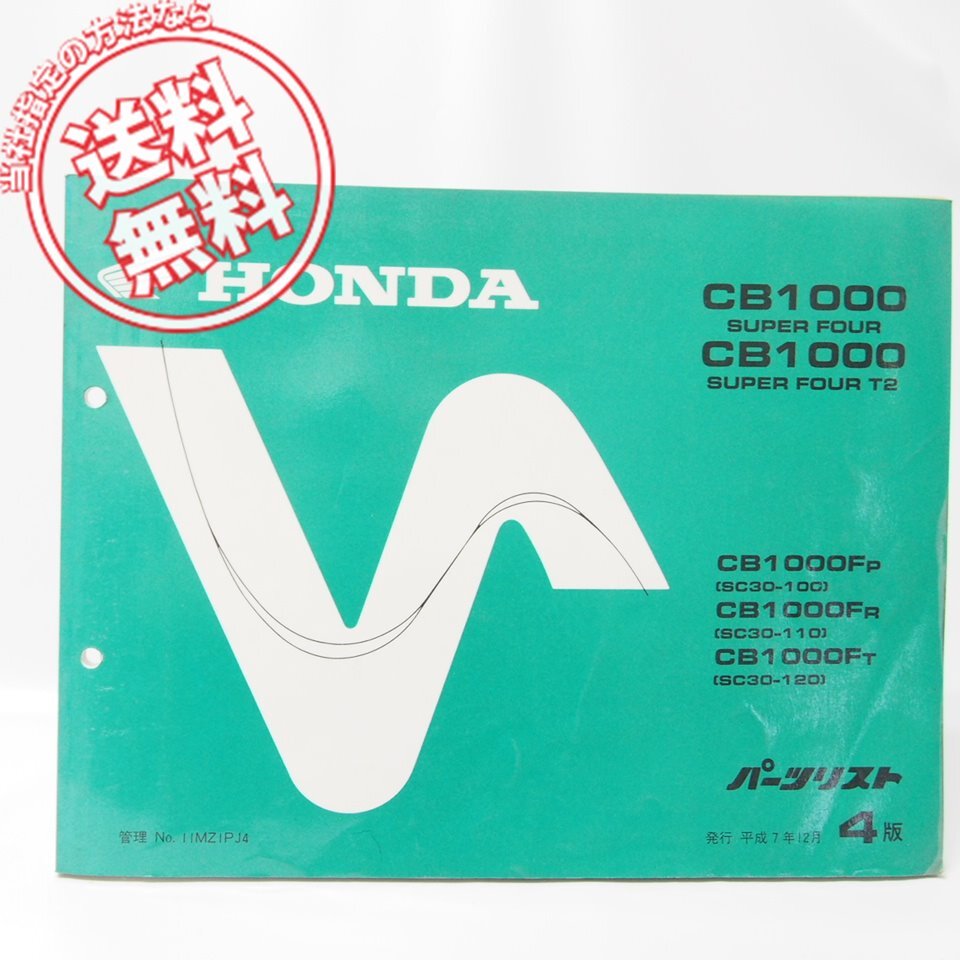 当社指定の方法なら
送料
無料
HONDA
CB1000
SUPER FOUR
CB1000
SUPER FOUR T2
CB1000FP
(SC30-100)
CB1000FR
(SC30-110)
CB1000FT
(SC30-120)
パーツリスト
管理 No. 11MZ1PJ4
発行 平成7年12月 4版